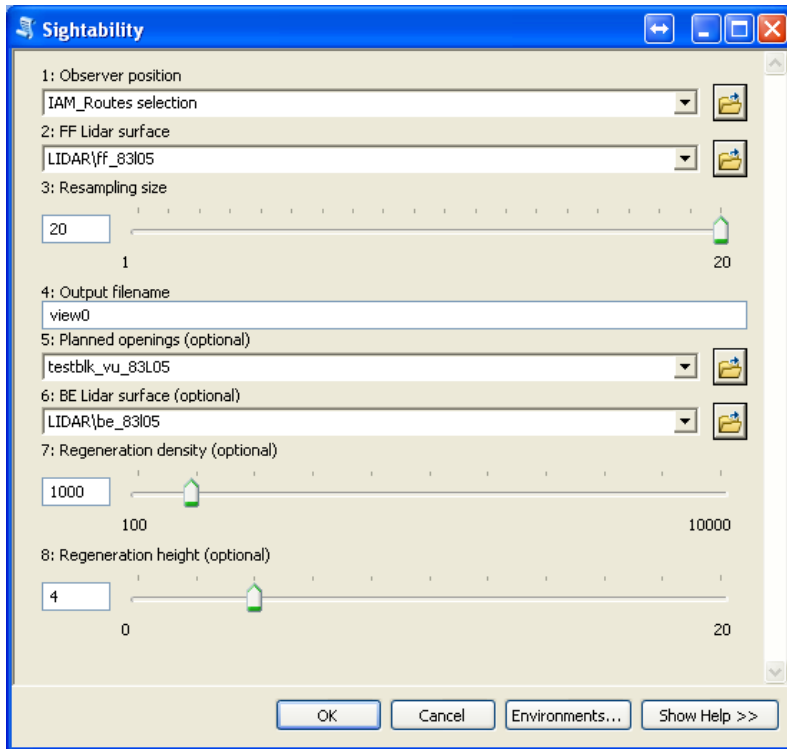 Sightability
1: Observer position
IAM_Routes selection
2: FF Lidar surface
LIDAR\ff_83l05
3: Resampling size
20
1 20
4: Output filename
view0
5: Planned openings (optional)
testblk_vu_83L05
6: BE Lidar surface (optional)
LIDAR\be_83l05
7: Regeneration density (optional)
1000
100 10000
8: Regeneration height (optional)
4
0 20
OK Cancel Environments... Show Help >>